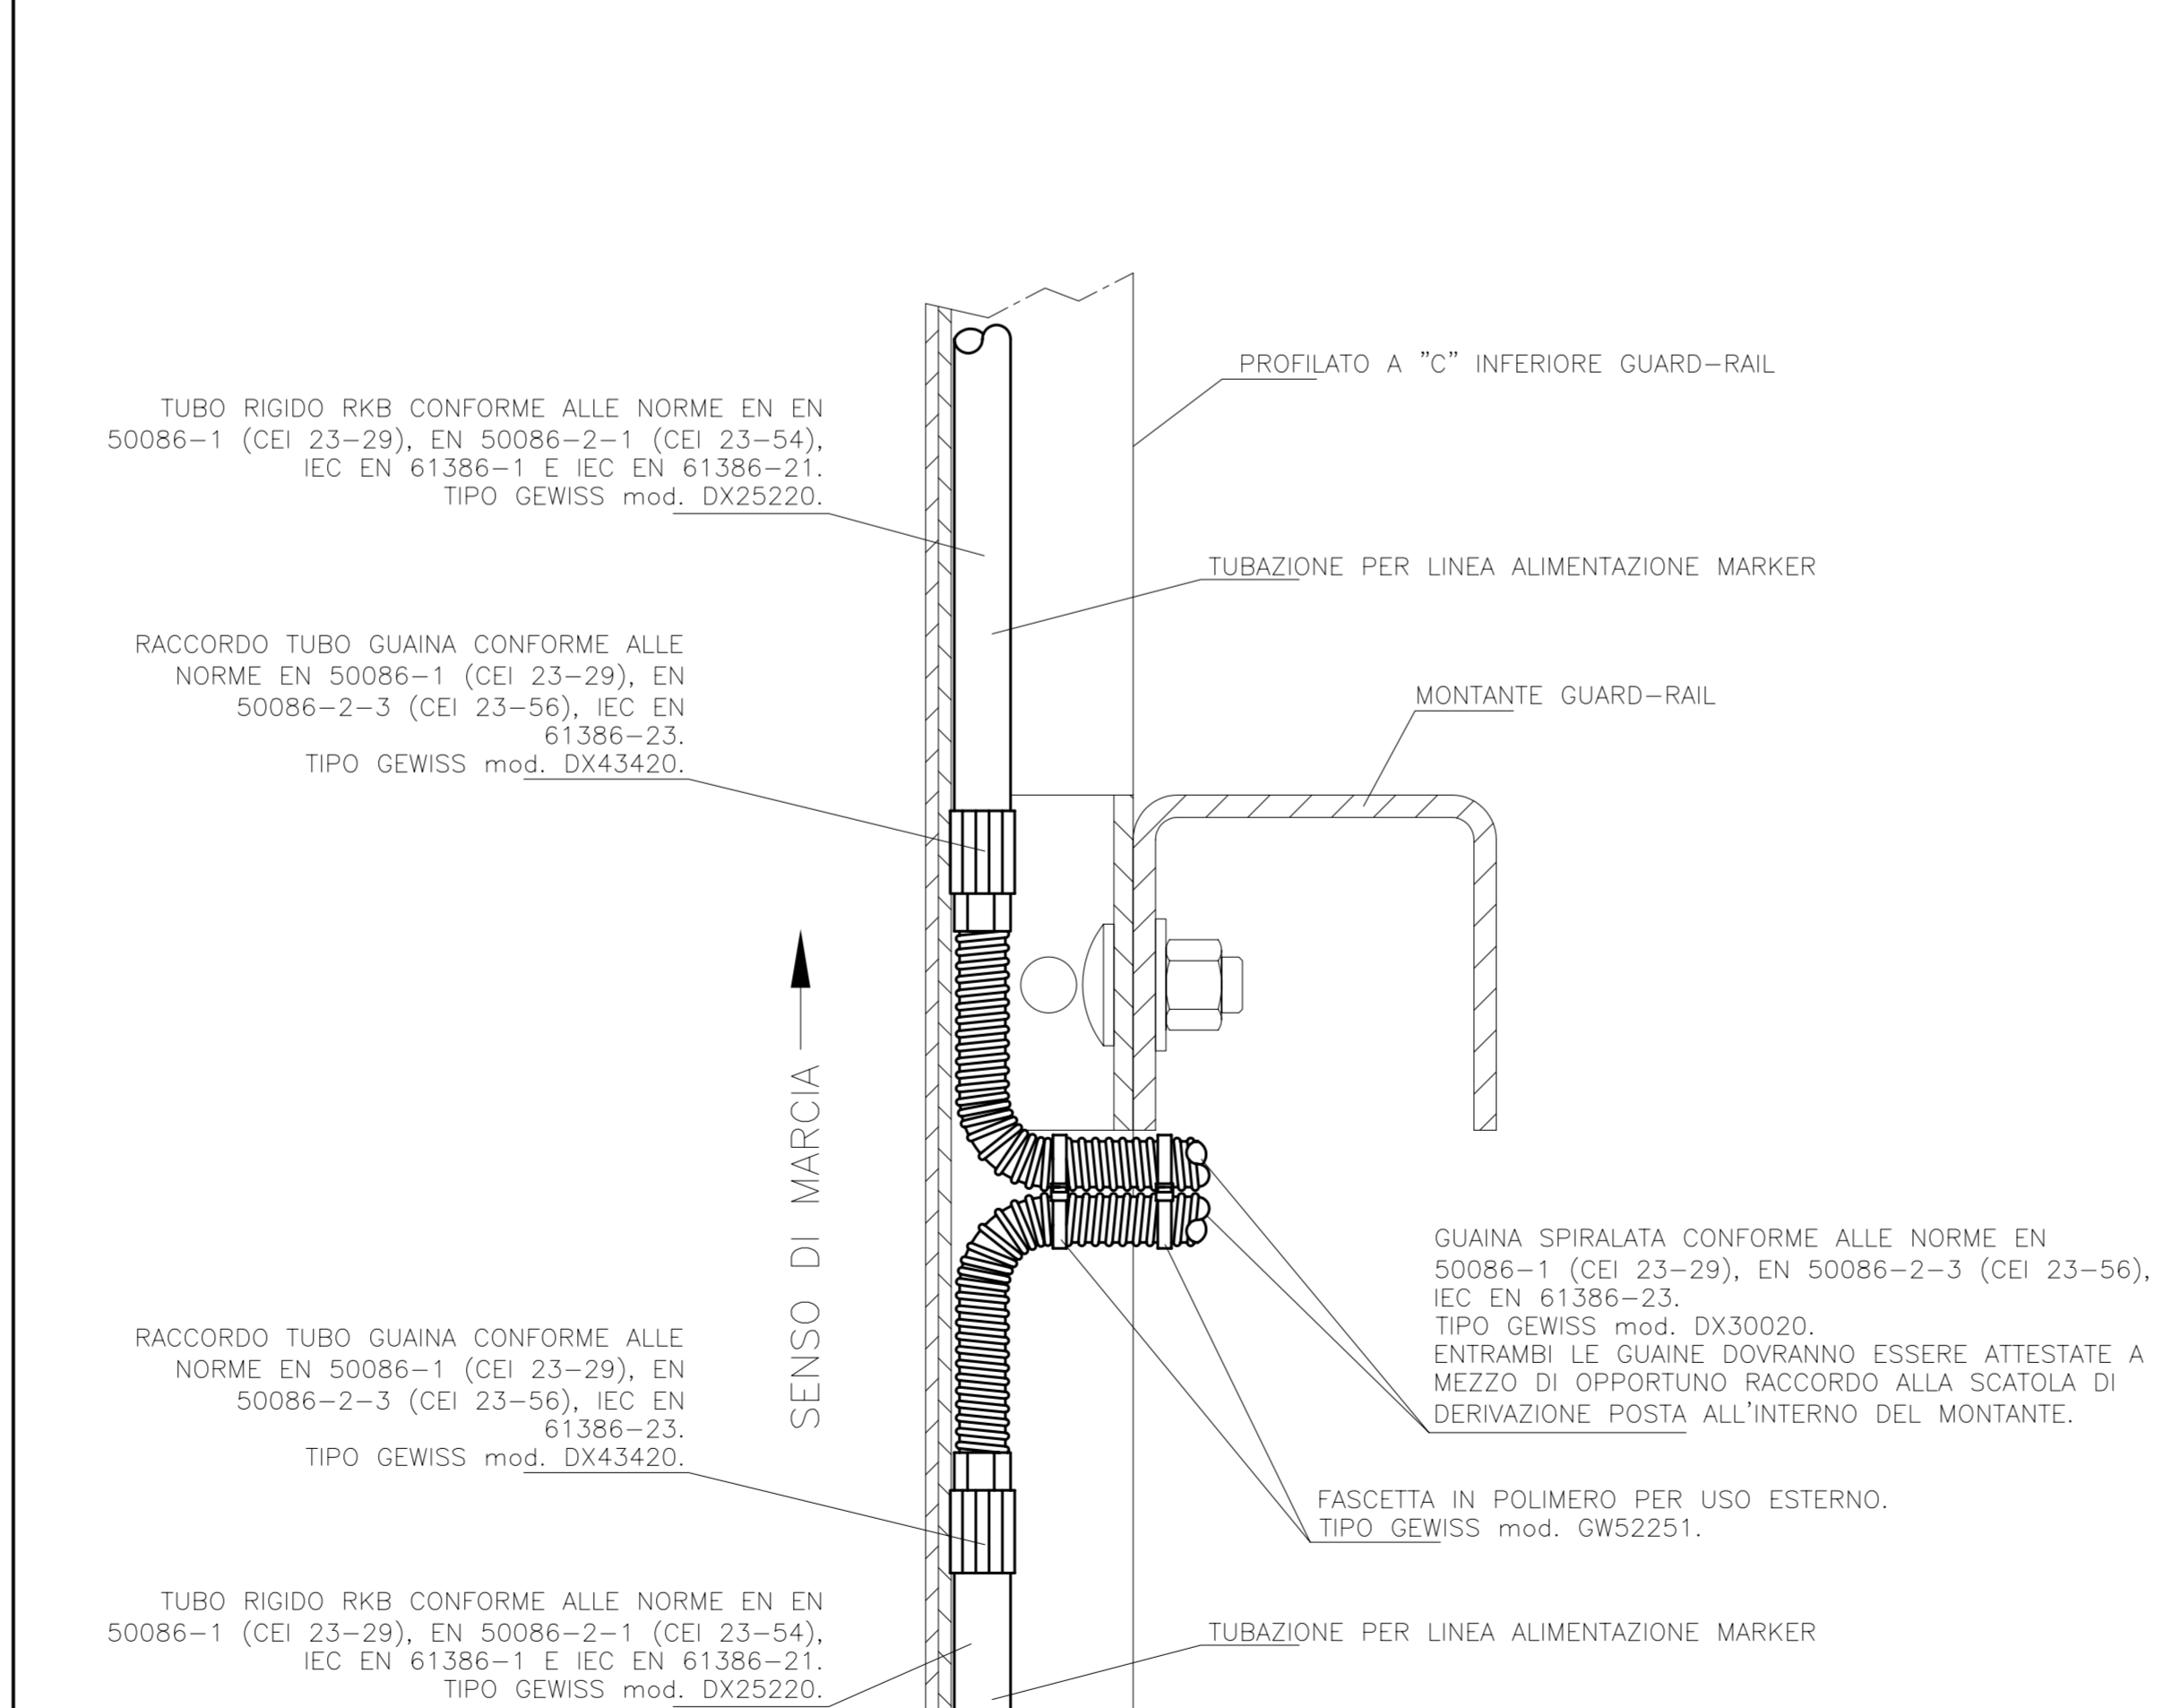 PROFILATO A "C" INFERIORE GUARD-RAIL
TUBO RIGIDO RKB CONFORME ALLE NORME EN EN
50086-1 (CEI 23-29), EN 50086-2-1 (CEI 23-54),
IEC EN 61386-1 E IEC EN 61386-21.
TIPO GEWISS mod. DX25220.
TUBAZIONE PER LINEA ALIMENTAZIONE MARKER
RACCORDO TUBO GUAINA CONFORME ALLE
NORME EN 50086-1 (CEI 23-29), EN
50086-2-3 (CEI 23-56), IEC EN
61386-23.
TIPO GEWISS mod. DX43420.
MONTANTE GUARD-RAIL
SENSO DI MARCIA
GUAINA SPIRALATA CONFORME ALLE NORME EN
50086-1 (CEI 23-29), EN 50086-2-3 (CEI 23-56),
IEC EN 61386-23.
TIPO GEWISS mod. DX30020.
ENTRAMBI LE GUAINE DOVRANNO ESSERE ATTESTATE A
MEZZO DI OPPORTUNO RACCORDO ALLA SCATOLA DI
DERIVAZIONE POSTA ALL'INTERNO DEL MONTANTE.
RACCORDO TUBO GUAINA CONFORME ALLE
NORME EN 50086-1 (CEI 23-29), EN
50086-2-3 (CEI 23-56), IEC EN
61386-23.
TIPO GEWISS mod. DX43420.
FASCETTA IN POLIMERO PER USO ESTERNO.
TIPO GEWISS mod. GW52251.
TUBO RIGIDO RKB CONFORME ALLE NORME EN EN
50086-1 (CEI 23-29), EN 50086-2-1 (CEI 23-54),
IEC EN 61386-1 E IEC EN 61386-21.
TIPO GEWISS mod. DX25220.
TUBAZIONE PER LINEA ALIMENTAZIONE MARKER